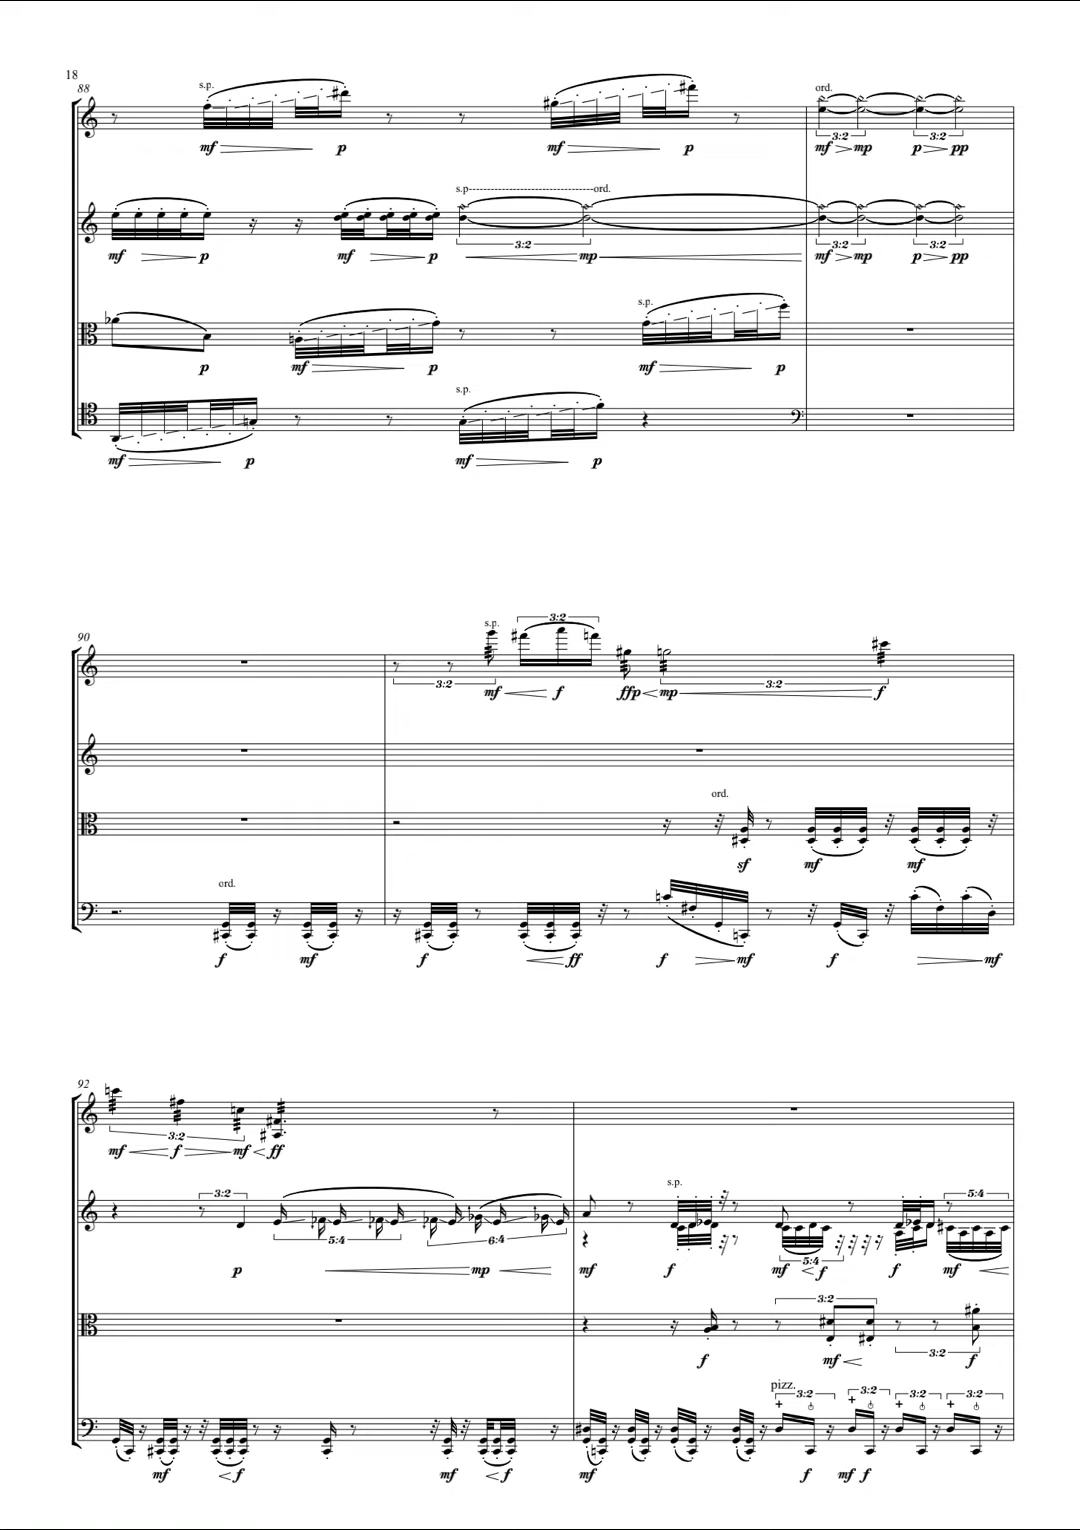 18
88
s.p. ord.
mf p mf p 3:2 3:2
mf mp p pp
s.p. ord.
mf p mf p 3:2 mp 3:2 3:2
mf mp p pp
s.p.
p mf p mf p
s.p.
mf p mf p
90
s.p. 3:2
3:2 mf f ffp mp 3:2 f
ord.
sf mf mf
ord.
f mf f ff f mf f mf
92
3:2
mf f mf ff
3:2 s.p. 5:4
5:4 6:4 5:4
p mp mf f mf f f mf
3:2
f mf 3:2 f
pizz. 3:2 3:2 3:2 3:2
+ + + +
mf f mf f mf f mf f